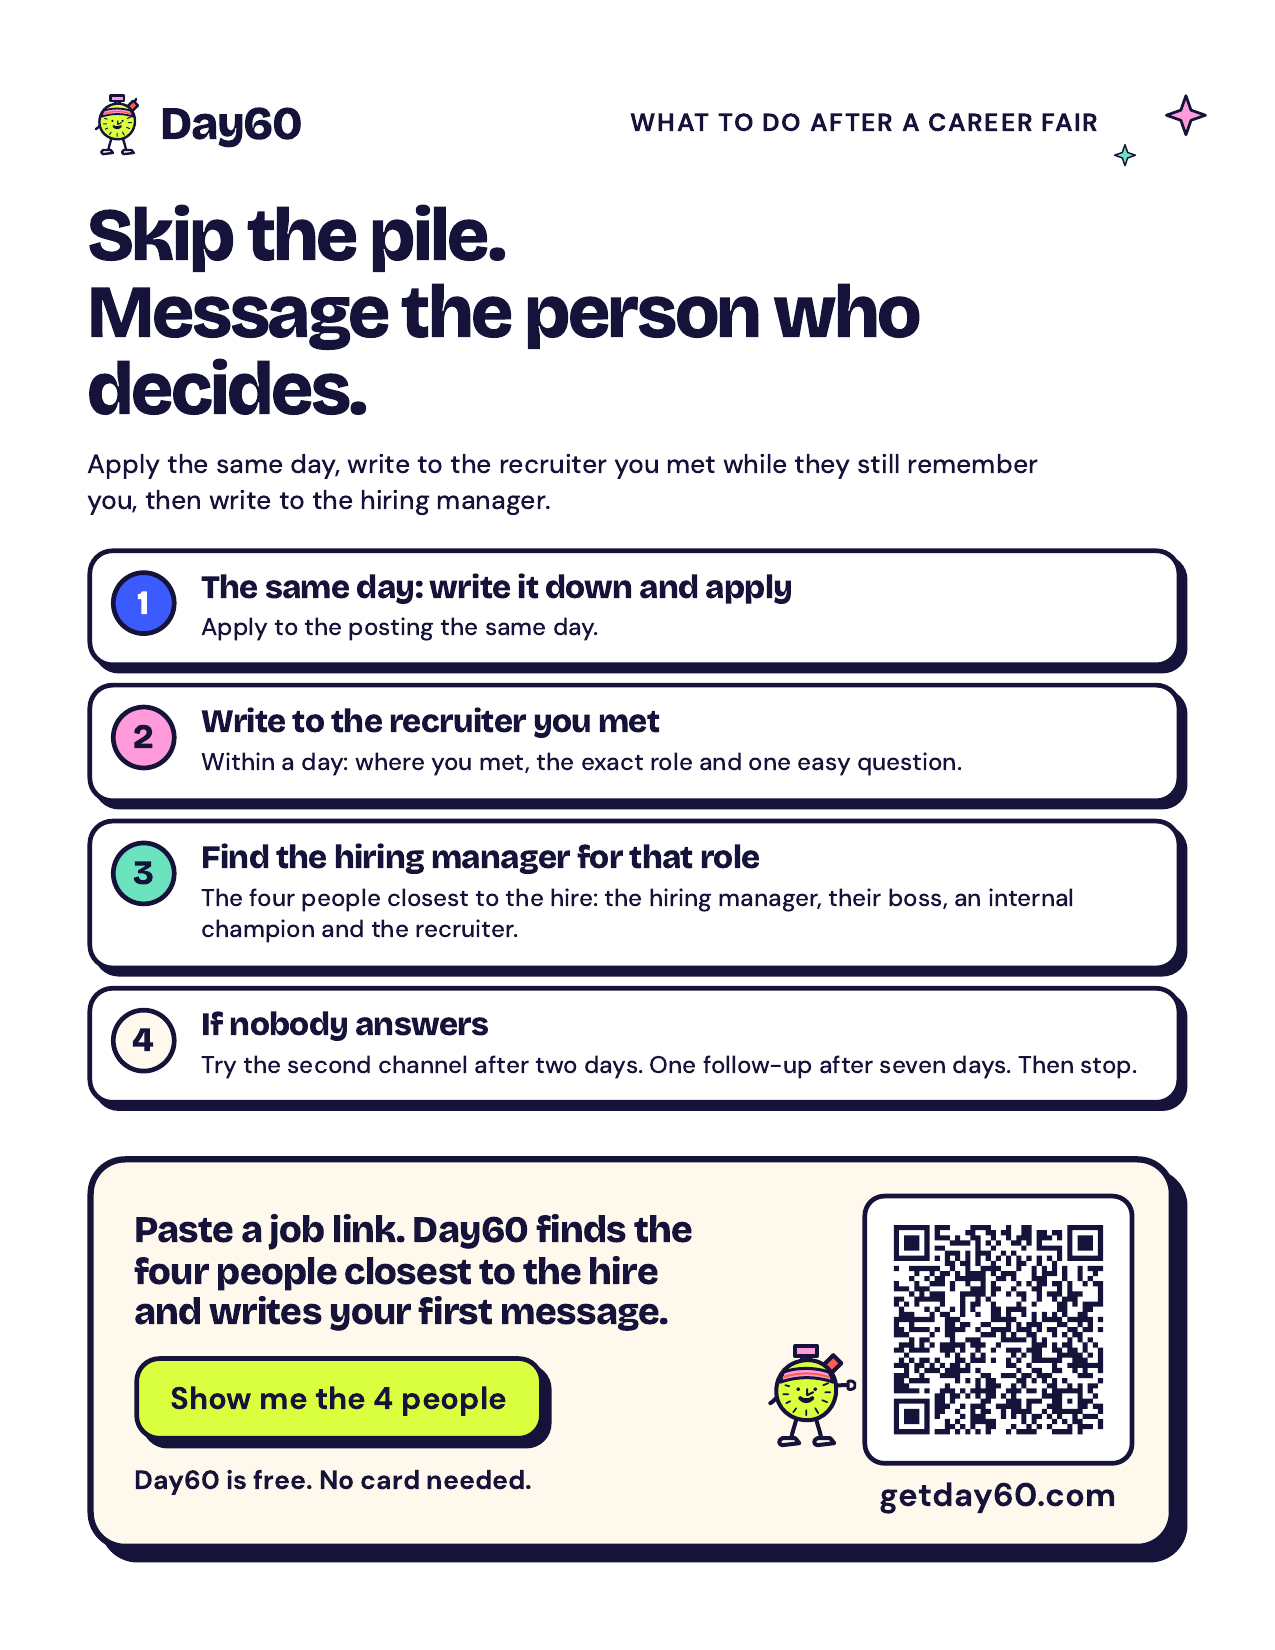 Day60
WHAT TO DO AFTER A CAREER FAIR
Skip the pile.
Message the person who
decides.
Apply the same day, write to the recruiter you met while they still remember
you, then write to the hiring manager.
1
The same day: write it down and apply
Apply to the posting the same day.
2
Write to the recruiter you met
Within a day: where you met, the exact role and one easy question.
3
Find the hiring manager for that role
The four people closest to the hire: the hiring manager, their boss, an internal
champion and the recruiter.
4
If nobody answers
Try the second channel after two days. One follow-up after seven days. Then stop.
Paste a job link. Day60 finds the
four people closest to the hire
and writes your first message.
Show me the 4 people
Day60 is free. No card needed.
getday60.com